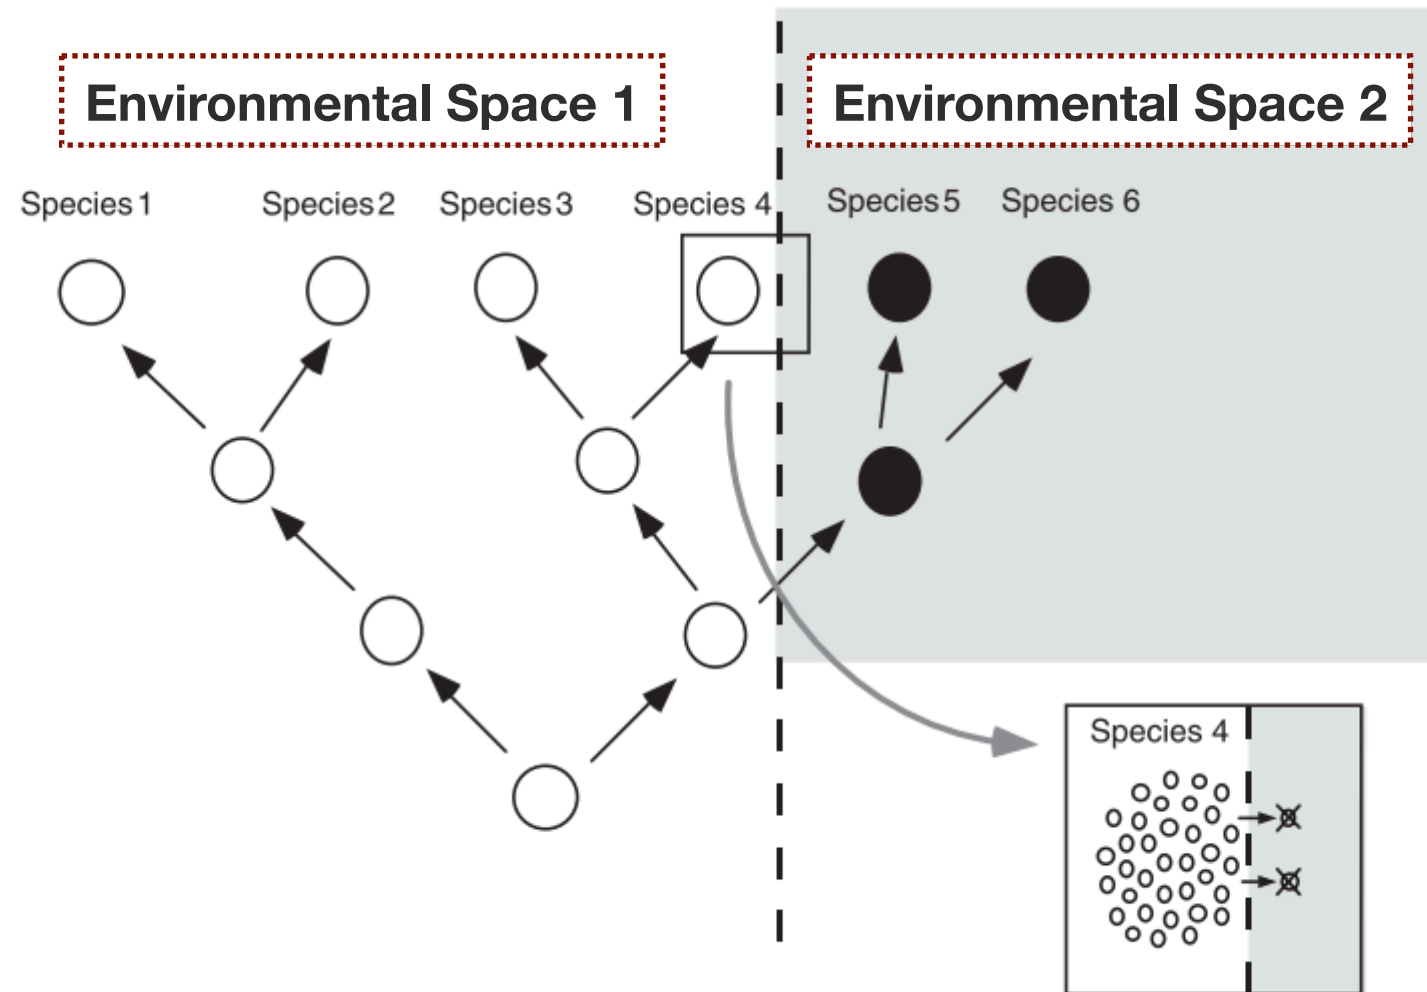 Environmental Space 1
Environmental Space 2
Species 1
Species 2
Species 3
Species 4
Species 5
Species 6
Species 4